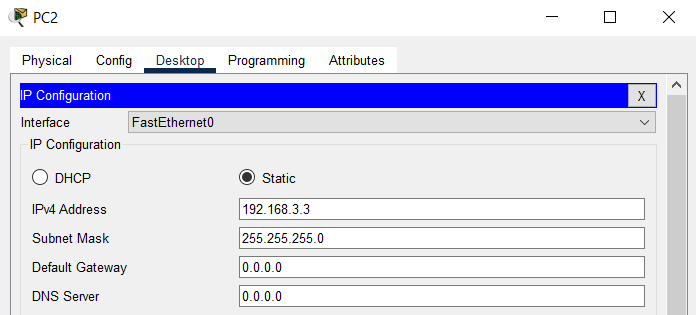 PC2
Physical Config Desktop Programming Attributes
IP Configuration X
Interface FastEthernet0
IP Configuration
DHCP Static
IPv4 Address 192.168.3.3
Subnet Mask 255.255.255.0
Default Gateway 0.0.0.0
DNS Server 0.0.0.0